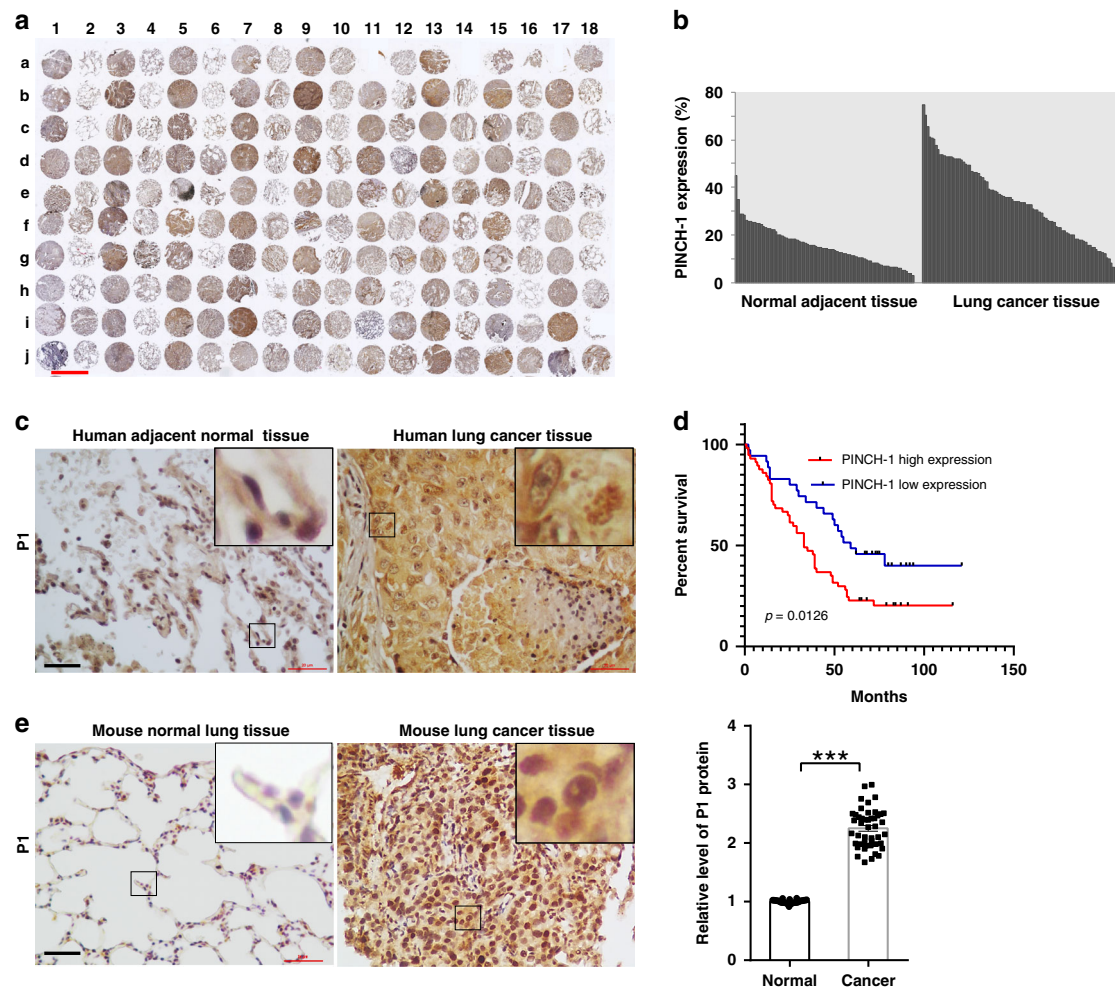 a
1 2 3 4 5 6 7 8 9 10 11 12 13 14 15 16 17 18
a
b
c
d
e
f
g
h
i
j
b
PINCH-1 expression (%)
80
60
40
20
0
Normal adjacent tissue Lung cancer tissue
c
Human adjacent normal tissue Human lung cancer tissue
P1
d
Percent survival
100
50
0
PINCH-1 high expression
PINCH-1 low expression
p = 0.0126
0 50 100 150
Months
e
Mouse normal lung tissue Mouse lung cancer tissue
P1
Relative level of P1 protein
4
3
2
1
0
***
Normal Cancer